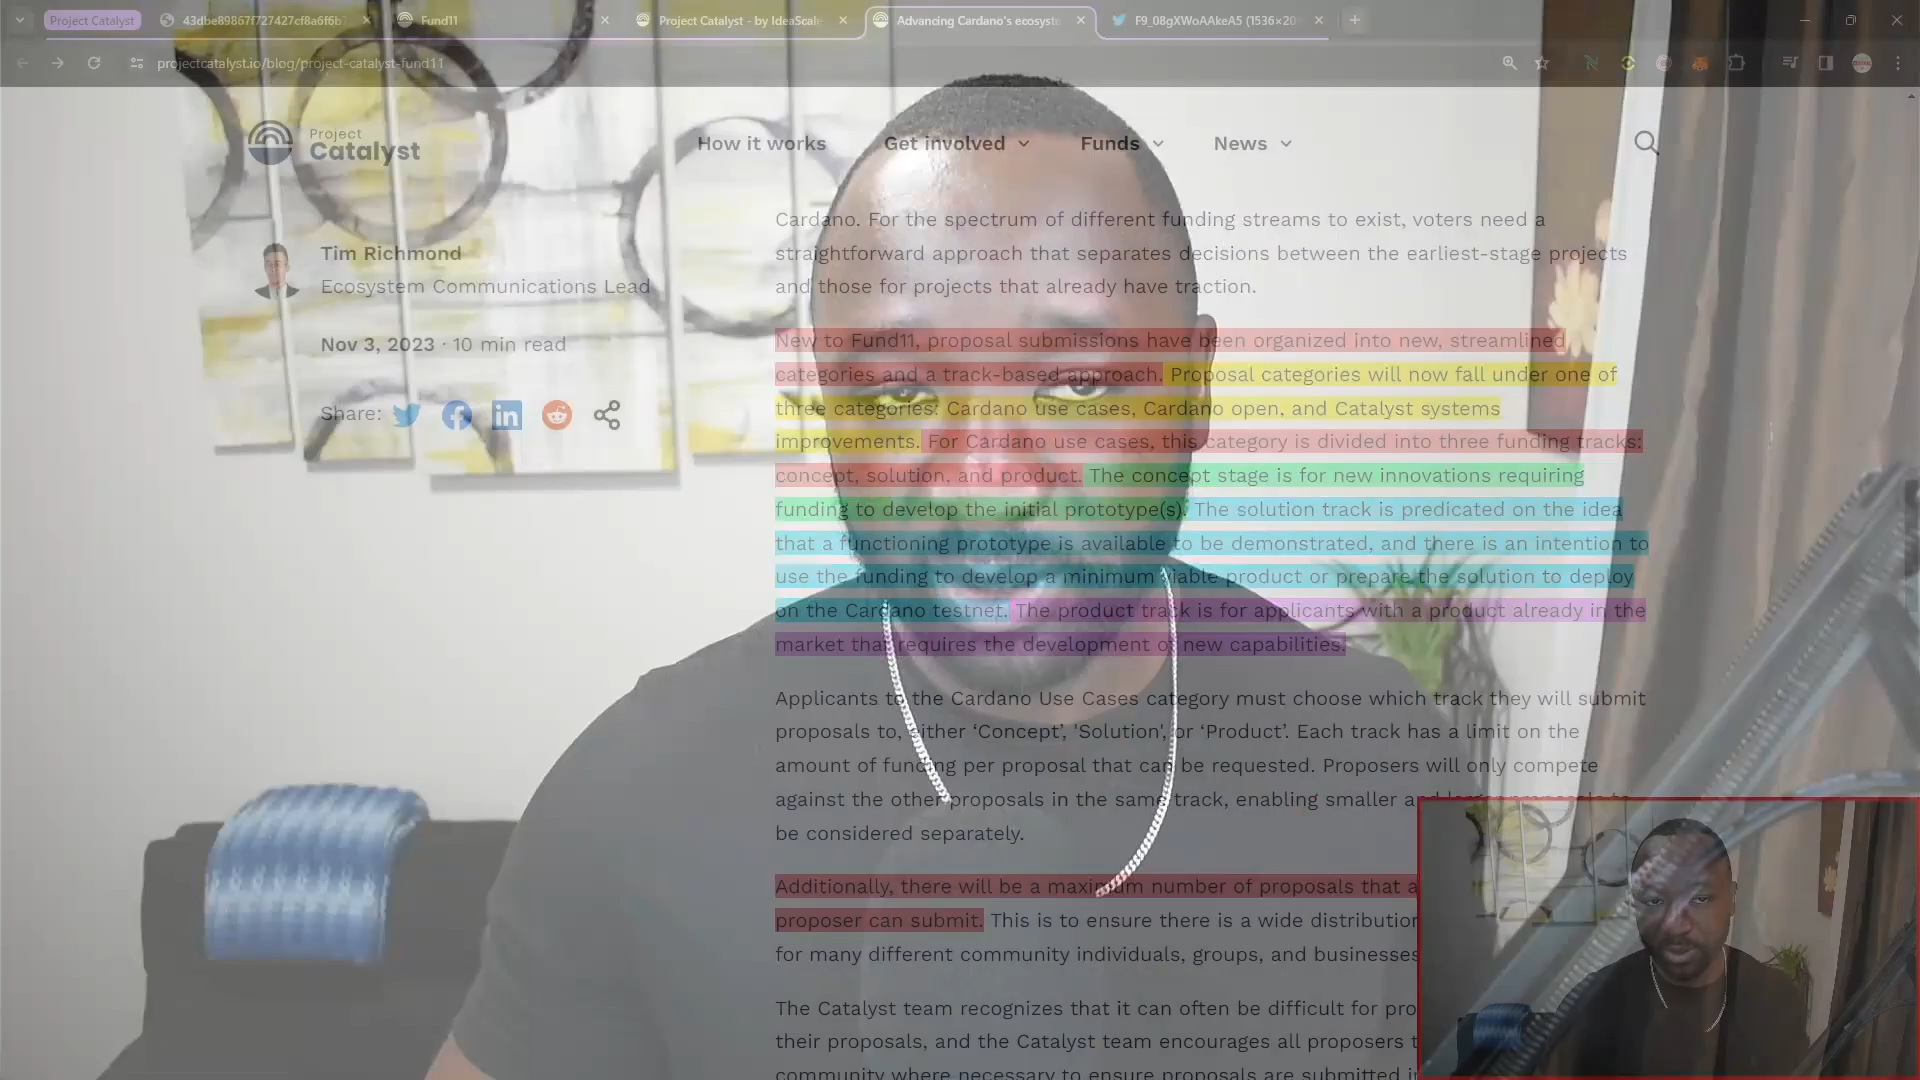 Project Catalyst
43dbe89867f727427cf8a6f6b7
Fund11
Project Catalyst - by IdeaScale
Advancing Cardano's ecosyste
F9_08gXWoAAkeA5 (1536×20
projectcatalyst.io/blog/project-catalyst-fund11
Project
Catalyst
How it works
Get involved
Funds
News
Tim Richmond
Ecosystem Communications Lead
Nov 3, 2023 · 10 min read
Share:
Cardano. For the spectrum of different funding streams to exist, voters need a
straightforward approach that separates decisions between the earliest-stage projects
and those for projects that already have traction.
New to Fund11, proposal submissions have been organized into new, streamlined
categories and a track-based approach. Proposal categories will now fall under one of
three categories: Cardano use cases, Cardano open, and Catalyst systems
improvements. For Cardano use cases, this category is divided into three funding tracks:
concept, solution, and product. The concept stage is for new innovations requiring
funding to develop the initial prototype(s). The solution track is predicated on the idea
that a functioning prototype is available to be demonstrated, and there is an intention to
use the funding to develop a minimum viable product or prepare the solution to deploy
on the Cardano testnet. The product track is for applicants with a product already in the
market that requires the development of new capabilities.
Applicants to the Cardano Use Cases category must choose which track they will submit
proposals to, either ‘Concept’, 'Solution', or ‘Product’. Each track has a limit on the
amount of funding per proposal that can be requested. Proposers will only compete
against the other proposals in the same track, enabling smaller and large proposals to
be considered separately.
Additionally, there will be a maximum number of proposals that a
proposer can submit. This is to ensure there is a wide distribution
for many different community individuals, groups, and businesses
The Catalyst team recognizes that it can often be difficult for pro
their proposals, and the Catalyst team encourages all proposers t
community where necessary to ensure proposals are submitted i